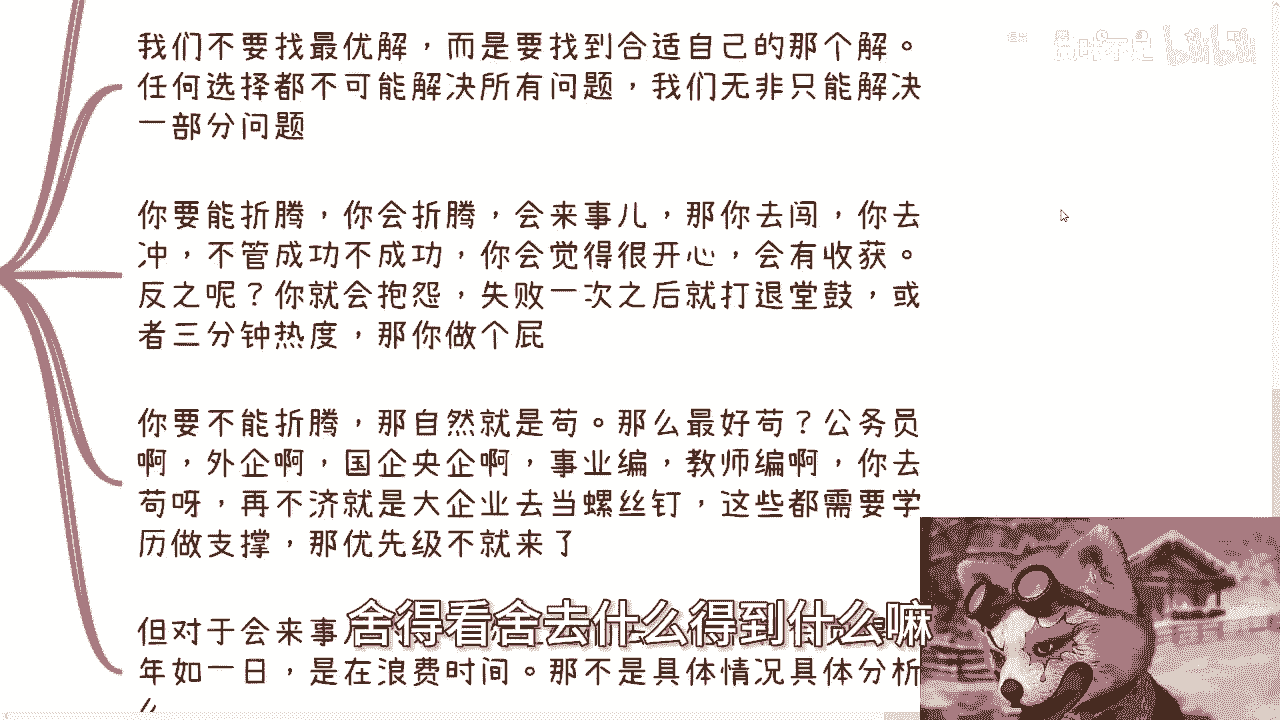 我们不要找最优解，而是要找到合适自己的那个解。
任何选择都不可能解决所有问题，我们无非只能解决
一部分问题
你要能折腾，你会折腾，会来事儿，那你去闯，你去
冲，不管成功不成功，你会觉得很开心，会有收获。
反之呢？你就会抱怨，失败一次之后就打退堂鼓，或
者三分钟热度，那你做个屁
你要不能折腾，那自然就是苟。那么最好苟？公务员
啊，外企啊，国企央企啊，事业编，教师编啊，你去
苟呀，再不济就是大企业去当螺丝钉，这些都需要学
历做支撑，那优先级不就来了
但对于会来事
舍得看舍去什么得到什么嘛
年如一日，是在浪费时间。那不是具体情况具体分析
bilibili